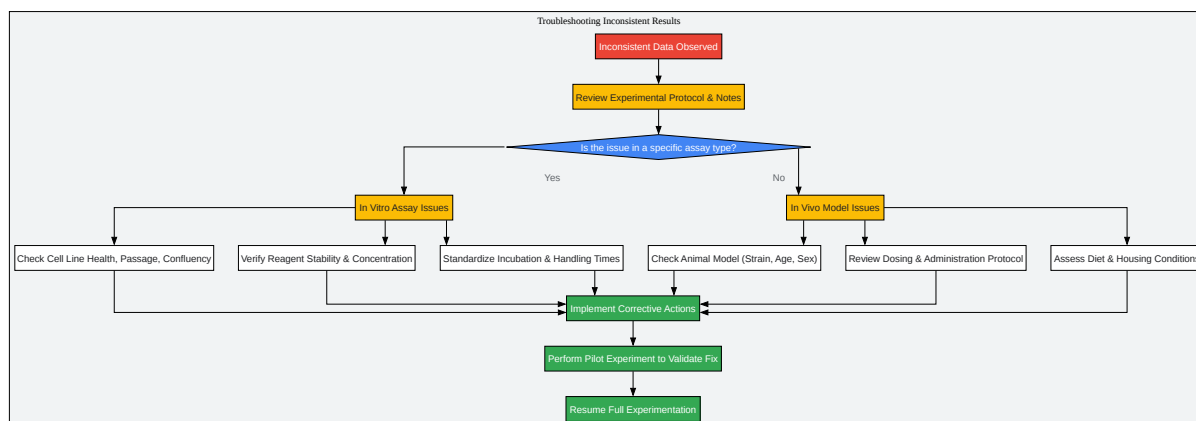 Troubleshooting Inconsistent Results
Inconsistent Data Observed
Review Experimental Protocol & Notes
Is the issue in a specific assay type?
Yes
No
In Vitro Assay Issues
In Vivo Model Issues
Check Cell Line Health, Passage, Confluency
Verify Reagent Stability & Concentration
Standardize Incubation & Handling Times
Check Animal Model (Strain, Age, Sex)
Review Dosing & Administration Protocol
Assess Diet & Housing Conditions
Implement Corrective Actions
Perform Pilot Experiment to Validate Fix
Resume Full Experimentation